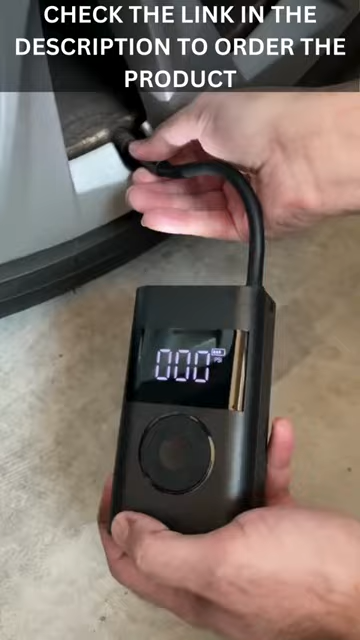 CHECK THE LINK IN THE
DESCRIPTION TO ORDER THE
PRODUCT
000